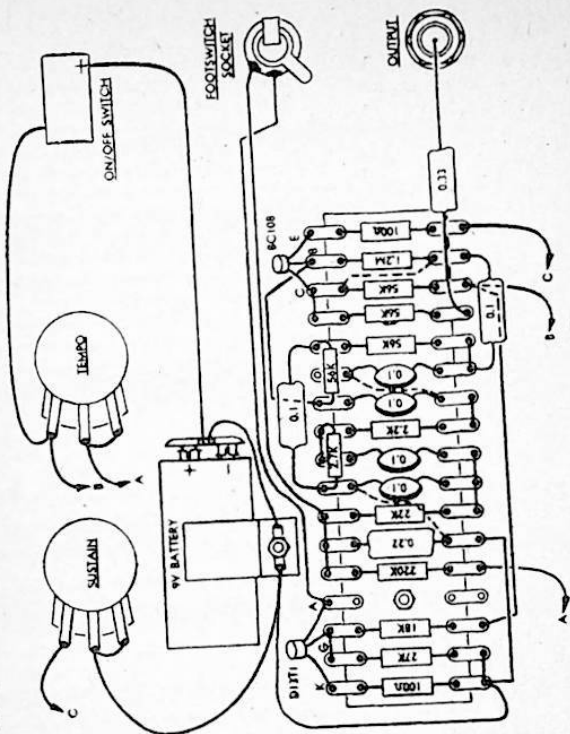 +
ON/OFF SWITCH
FOOTSWITCH
SOCKET
OUTPUT
TEMPO
B
A
SUSTAIN
C
9V BATTERY
+
-
0.33
BC108
E
B
C
100Ω
1.2M
56K
56K
56K
56K
0.1
0.1
0.1
0.1
2.2K
2.7K
0.1
0.1
22K
0.22
220K
A
G
K
D13T1
18K
27K
100Ω
C
B
A